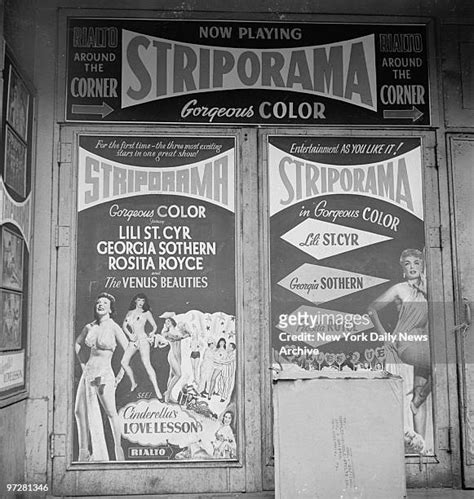 NOW PLAYING
RIALTO
AROUND
THE
CORNER
STRIPORAMA
Gorgeous COLOR
RIALTO
AROUND
THE
CORNER
For the first time - the three most exciting
stars in one great show!
STRIPORAMA
Gorgeous COLOR
LILI ST. CYR
GEORGIA SOTHERN
ROSITA ROYCE
and
THE VENUS BEAUTIES
SEE!
Cinderella's
LOVE LESSON
RIALTO
Entertainment AS YOU LIKE IT!
STRIPORAMA
in Gorgeous COLOR
Lili ST. CYR
Georgia SOTHERN
gettyimages
New York Daily News
Archive
97281346